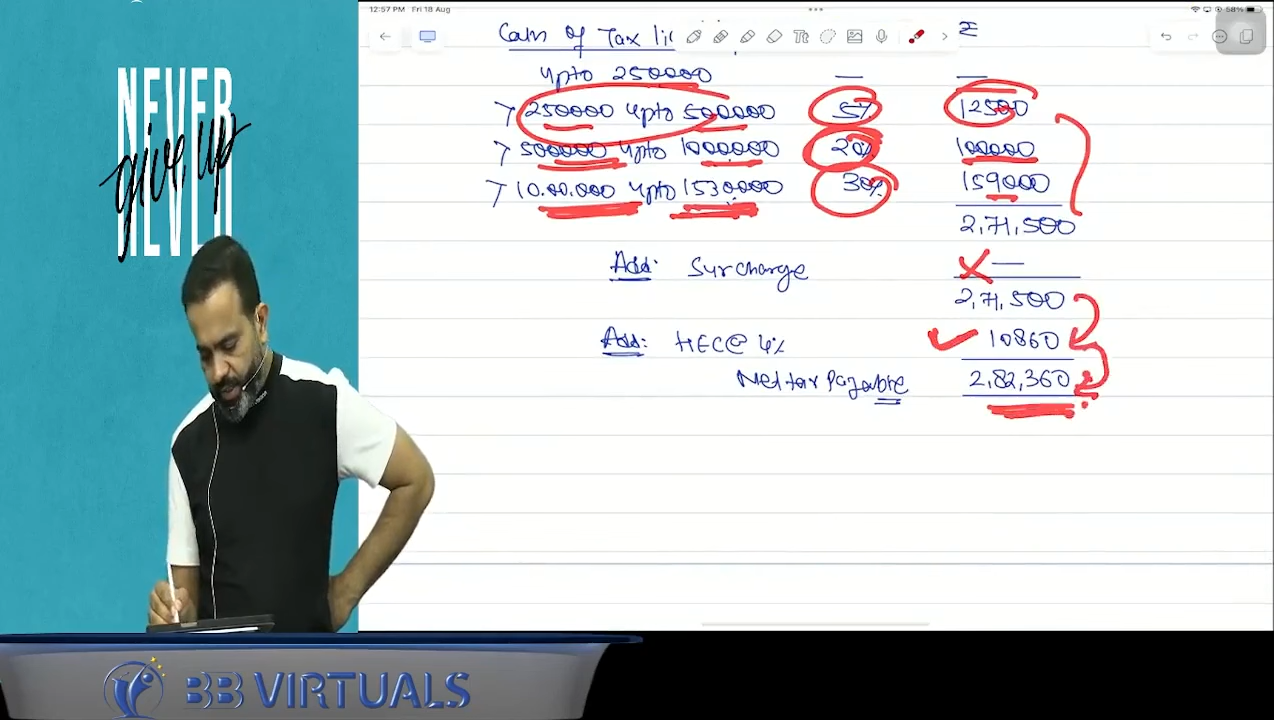 12:57 PM Fri 18 Aug
58%
Caln of Tax li
upto 250000 — —
> 250000 upto 500000 5% 12500
> 500000 upto 1000000 20% 100000
> 10.00.000 upto 1530000 30% 159000
2,71,500
Add: Surcharge —
2,71,500
Add: HEC@ 4% 10860
Net tax Payable 2,82,360
NEVER
give up
NEVER
BB VIRTUALS